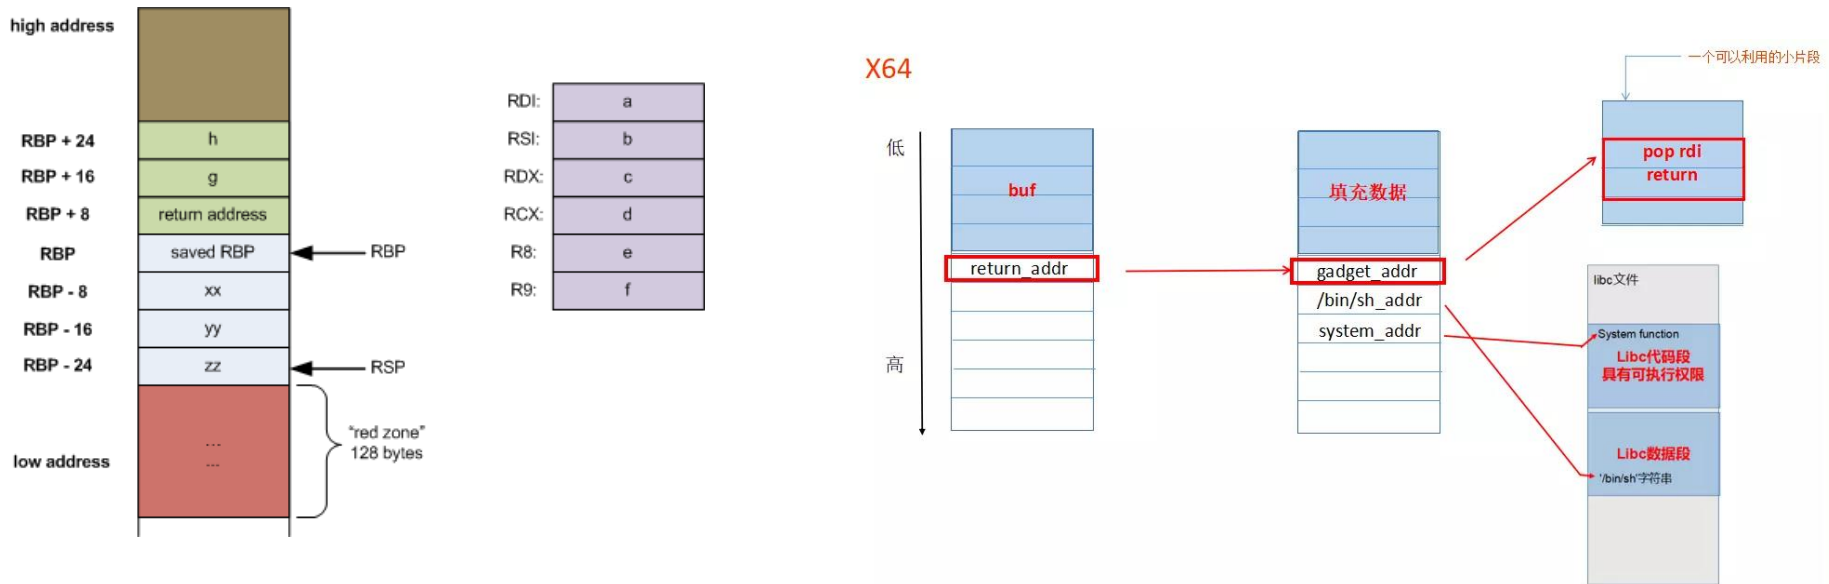 high address
RBP + 24
h
RBP + 16
g
RBP + 8
return address
RBP
saved RBP
RBP
RBP - 8
xx
RBP - 16
yy
RBP - 24
zz
RSP
...
...
"red zone"
128 bytes
low address
RDI:
a
RSI:
b
RDX:
c
RCX:
d
R8:
e
R9:
f
X64
低
高
buf
return_addr
填充数据
gadget_addr
/bin/sh_addr
system_addr
一个可以利用的小片段
pop rdi
return
libc文件
System function
Libc代码段
具有可执行权限
Libc数据段
'/bin/sh'字符串